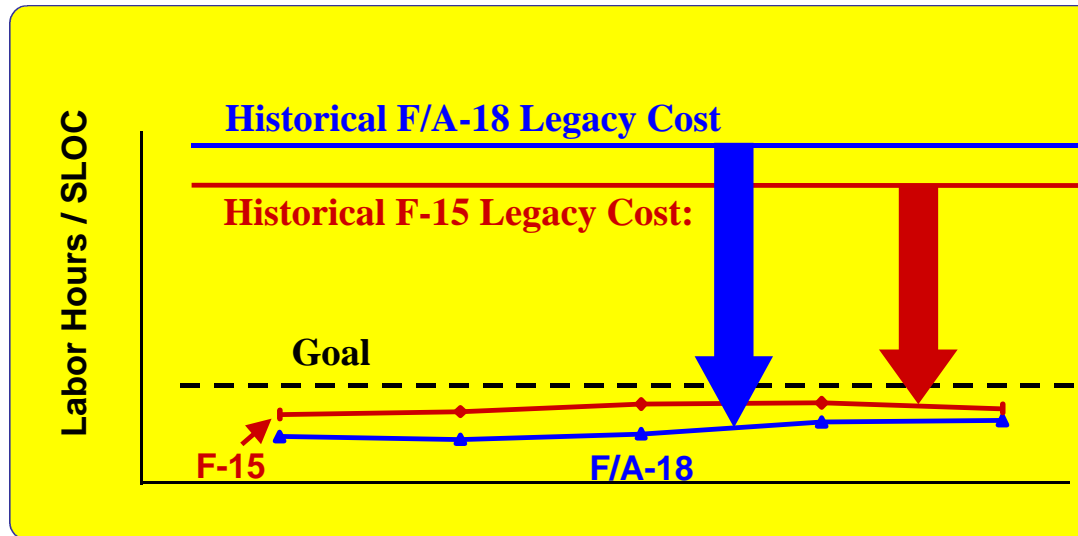 Labor Hours / SLOC
Historical F/A-18 Legacy Cost
Historical F-15 Legacy Cost:
Goal
F-15
F/A-18